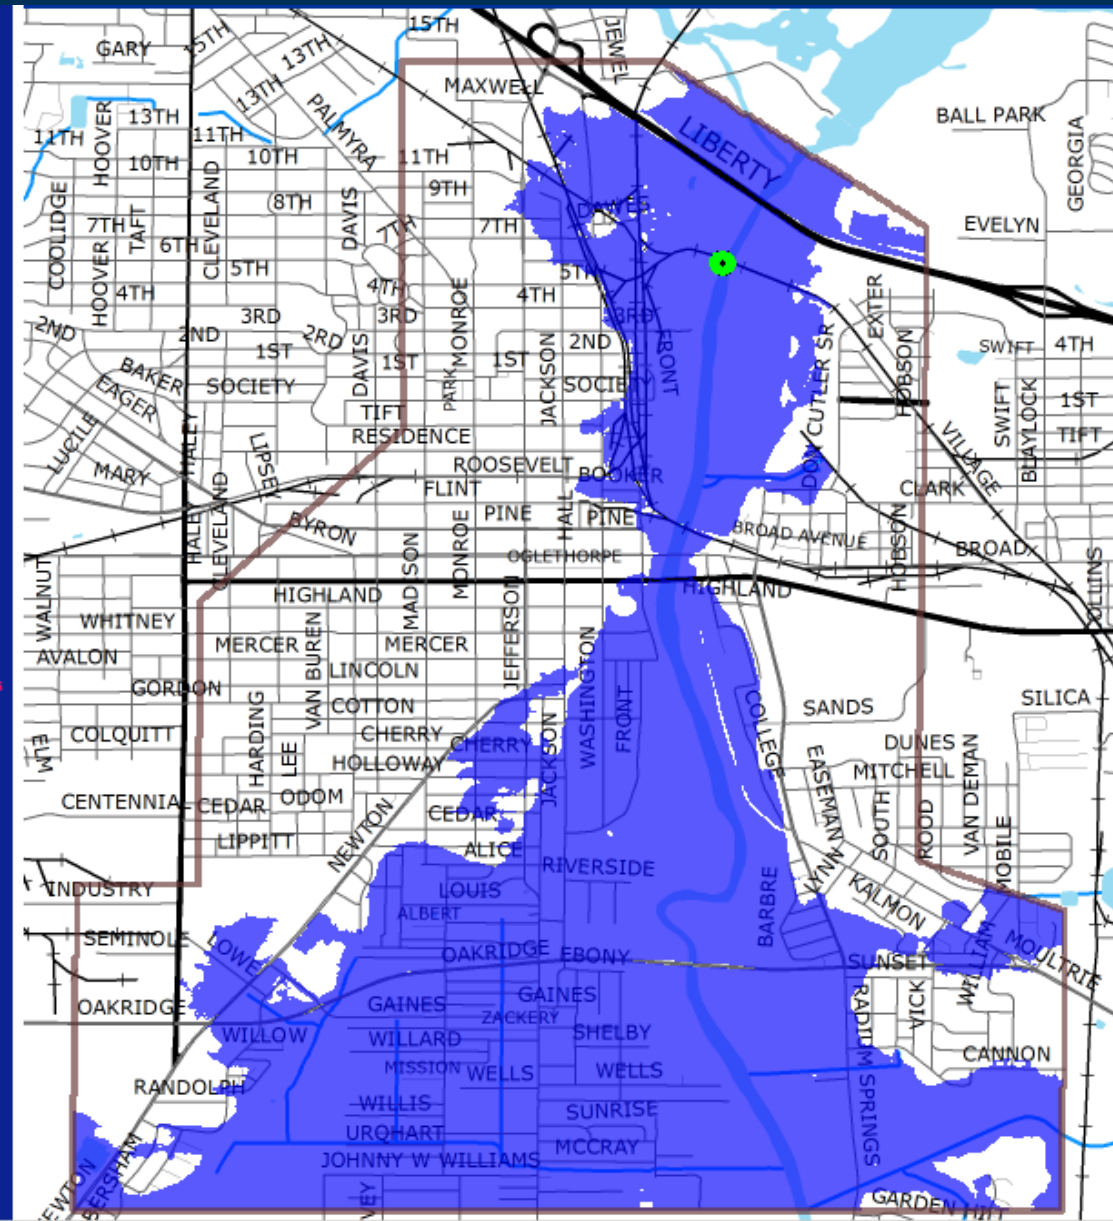 15TH
JEWEL
GARY
15TH
13TH
MAXWELL
13TH
PALMYRA
LIBERTY
BALL PARK
GEORGIA
HOOVER
13TH
11TH
11TH
10TH
10TH
11TH
COOLIDGE
CLEVELAND
9TH
8TH
DAVIS
DAWES
TAFT
7TH
7TH
7TH
EVELYN
6TH
HOOVER
5TH
5TH
4TH
4TH
4TH
MONROE
EXTER
3RD
3RD
3RD
2ND
2ND
2RD
2ND
FRONT
SWIFT
4TH
1ST
DAVIS
1ST
1ST
JACKSON
DON CUTLER SR
HOBSON
BAKER
SOCIETY
PARK
EAGER
SWIFT
BLAYLOCK
1ST
TIFT
LUCILE
HALEY
LIPSEY
RESIDENCE
TIFT
VILLAGE
MARY
ROOSEVELT
BOOKER
FLINT
CLARK
CLEVELAND
BYRON
MONROE
PINE
HALL
PINE
BROAD AVENUE
HOBSON
BROAD
MADISON
OGLETHORPE
WALNUT
HIGHLAND
HIGHLAND
WHITNEY
JEFFERSON
MERCER
VAN BUREN
MERCER
WASHINGTON
AVALON
LINCOLN
GORDON
HARDING
COTTON
FRONT
COLLEGE
SANDS
SILICA
COLQUITT
ELM
LEE
CHERRY
CHERRY
JACKSON
EASEMAN
DUNES
VAN DEMAN
HOLLOWAY
MITCHELL
CENTENNIAL
CEDAR
ODOM
CEDAR
SOUTH
ROOD
MOBILE
LIPPITT
NEWTON
ALICE
RIVERSIDE
LYNN
INDUSTRY
LOUIS
BARBRE
KALMON
ALBERT
SEMINOLE
LOWE
OAKRIDGE
EBONY
SUNSET
WILLIAM
MOULTRIE
OAKRIDGE
GAINES
GAINES
VICK
ZACKERY
WILLOW
WILLARD
SHELBY
RADIUM SPRINGS
MISSION
WELLS
WELLS
CANNON
RANDOLPH
WILLIS
SUNRISE
URQHART
MCCRAY
JOHNNY W WILLIAMS
GARDEN HILL